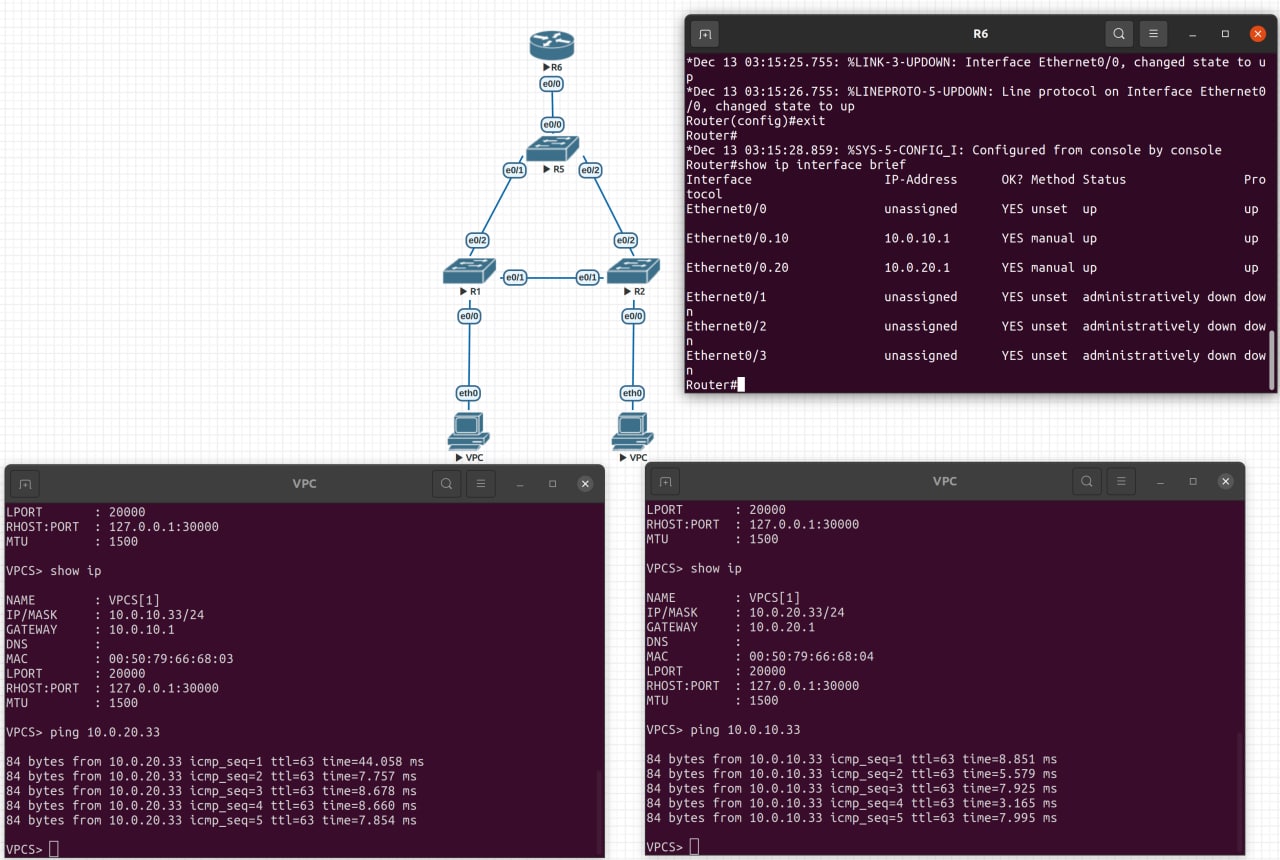 R6
e0/0
e0/0
R5
e0/1
e0/2
e0/2
e0/2
R1
e0/1
e0/1
R2
e0/0
e0/0
eth0
eth0
VPC
VPC
R6
*Dec 13 03:15:25.755: %LINK-3-UPDOWN: Interface Ethernet0/0, changed state to u
p
*Dec 13 03:15:26.755: %LINEPROTO-5-UPDOWN: Line protocol on Interface Ethernet0
/0, changed state to up
Router(config)#exit
Router#
*Dec 13 03:15:28.859: %SYS-5-CONFIG_I: Configured from console by console
Router#show ip interface brief
Interface                  IP-Address      OK? Method Status                Pro
tocol
Ethernet0/0                unassigned      YES unset  up                    up
Ethernet0/0.10             10.0.10.1       YES manual up                    up
Ethernet0/0.20             10.0.20.1       YES manual up                    up
Ethernet0/1                unassigned      YES unset  administratively down dow
n
Ethernet0/2                unassigned      YES unset  administratively down dow
n
Ethernet0/3                unassigned      YES unset  administratively down dow
n
Router#
VPC
LPORT       : 20000
RHOST:PORT  : 127.0.0.1:30000
MTU         : 1500
VPCS> show ip
NAME        : VPCS[1]
IP/MASK     : 10.0.10.33/24
GATEWAY     : 10.0.10.1
DNS         :
MAC         : 00:50:79:66:68:03
LPORT       : 20000
RHOST:PORT  : 127.0.0.1:30000
MTU         : 1500
VPCS> ping 10.0.20.33
84 bytes from 10.0.20.33 icmp_seq=1 ttl=63 time=44.058 ms
84 bytes from 10.0.20.33 icmp_seq=2 ttl=63 time=7.757 ms
84 bytes from 10.0.20.33 icmp_seq=3 ttl=63 time=8.678 ms
84 bytes from 10.0.20.33 icmp_seq=4 ttl=63 time=8.660 ms
84 bytes from 10.0.20.33 icmp_seq=5 ttl=63 time=7.854 ms
VPCS>
VPC
LPORT       : 20000
RHOST:PORT  : 127.0.0.1:30000
MTU         : 1500
VPCS> show ip
NAME        : VPCS[1]
IP/MASK     : 10.0.20.33/24
GATEWAY     : 10.0.20.1
DNS         :
MAC         : 00:50:79:66:68:04
LPORT       : 20000
RHOST:PORT  : 127.0.0.1:30000
MTU         : 1500
VPCS> ping 10.0.10.33
84 bytes from 10.0.10.33 icmp_seq=1 ttl=63 time=8.851 ms
84 bytes from 10.0.10.33 icmp_seq=2 ttl=63 time=5.579 ms
84 bytes from 10.0.10.33 icmp_seq=3 ttl=63 time=7.925 ms
84 bytes from 10.0.10.33 icmp_seq=4 ttl=63 time=3.165 ms
84 bytes from 10.0.10.33 icmp_seq=5 ttl=63 time=7.995 ms
VPCS>